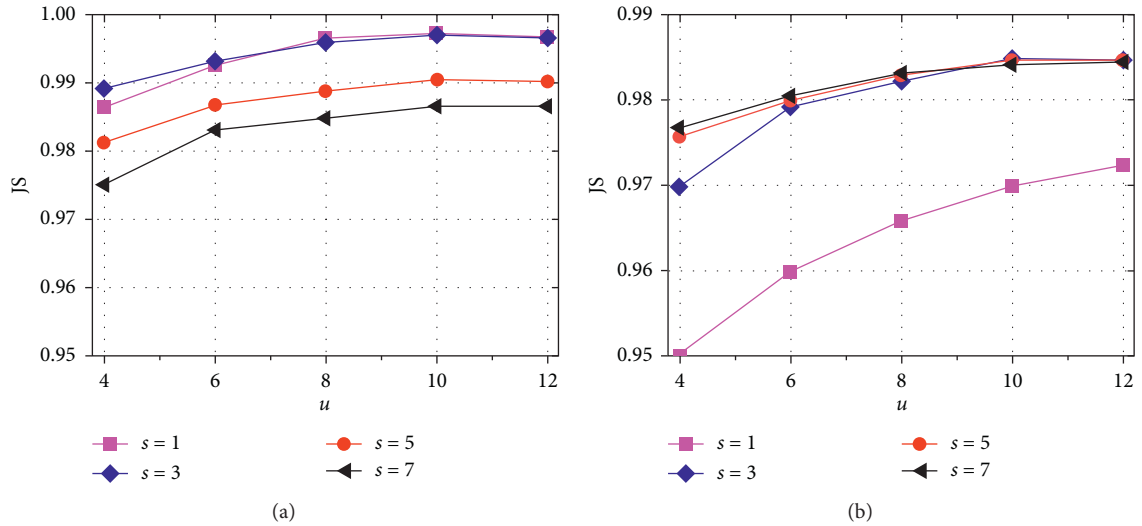 1.00
0.99
0.98
0.97
0.96
0.95
JS
4 6 8 10 12
u
s = 1
s = 5
s = 3
s = 7
(a)
0.99
0.98
0.97
0.96
0.95
JS
4 6 8 10 12
u
s = 1
s = 5
s = 3
s = 7
(b)